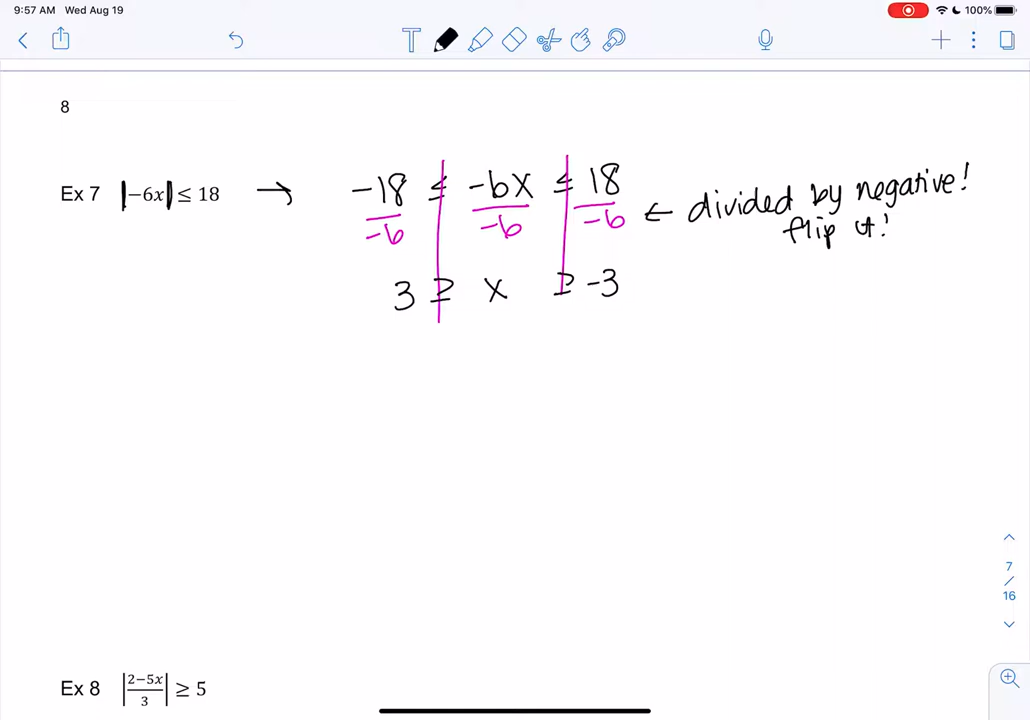 9:57 AM Wed Aug 19
100%
T
8
Ex 7 |−6x| ≤ 18 → -18 ≤ -6x ≤ 18
-6 -6 -6 ← divided by negative!
flip it!
3 ≥ x ≥ -3
7
/
16
Ex 8 |2−5x/3| ≥ 5